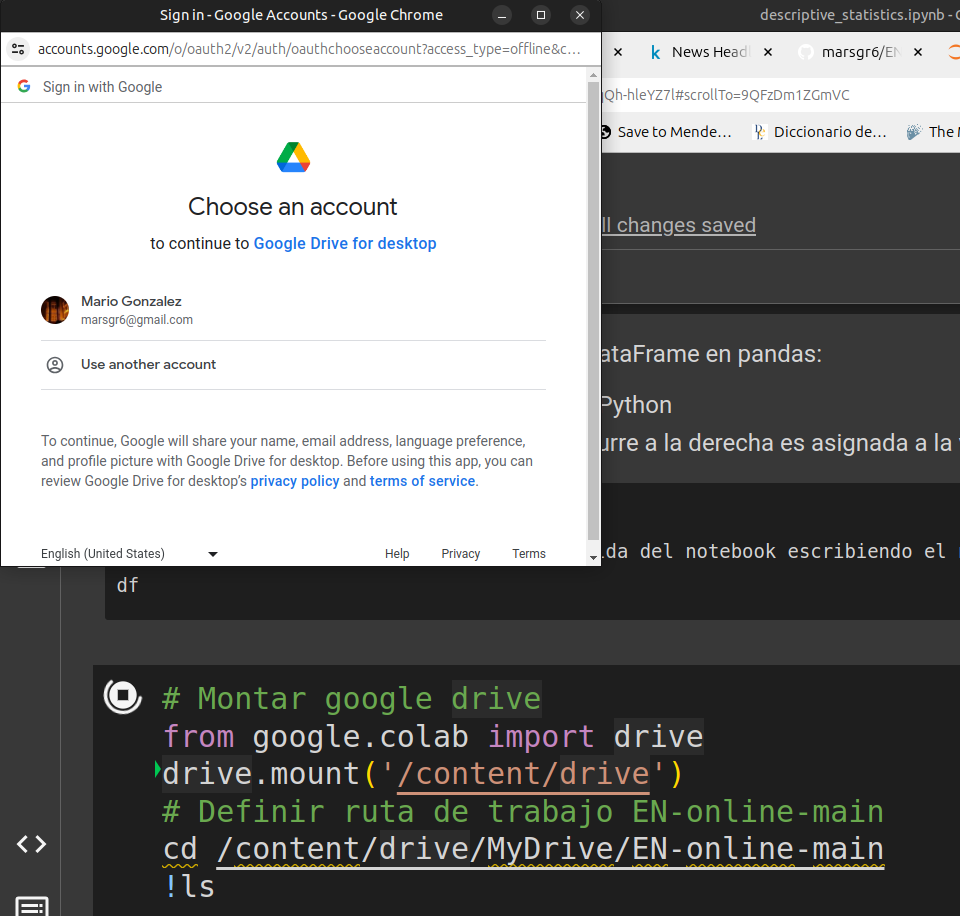 Sign in - Google Accounts - Google Chrome
accounts.google.com/o/oauth2/v2/auth/oauthchooseaccount?access_type=offline&c...
Sign in with Google
Choose an account
to continue to Google Drive for desktop
Mario Gonzalez
marsgr6@gmail.com
Use another account
To continue, Google will share your name, email address, language preference,
and profile picture with Google Drive for desktop. Before using this app, you can
review Google Drive for desktop's privacy policy and terms of service.
English (United States)
Help Privacy Terms
descriptive_statistics.ipynb -
k News Head
marsgr6/EN
Qh-hleYZ7l#scrollTo=9QFzDm1ZGmVC
Save to Mende... Diccionario de... The
ll changes saved
ataFrame en pandas:
Python
urre a la derecha es asignada a la
da del notebook escribiendo el
df
# Montar google drive
from google.colab import drive
drive.mount('/content/drive')
# Definir ruta de trabajo EN-online-main
cd /content/drive/MyDrive/EN-online-main
!ls